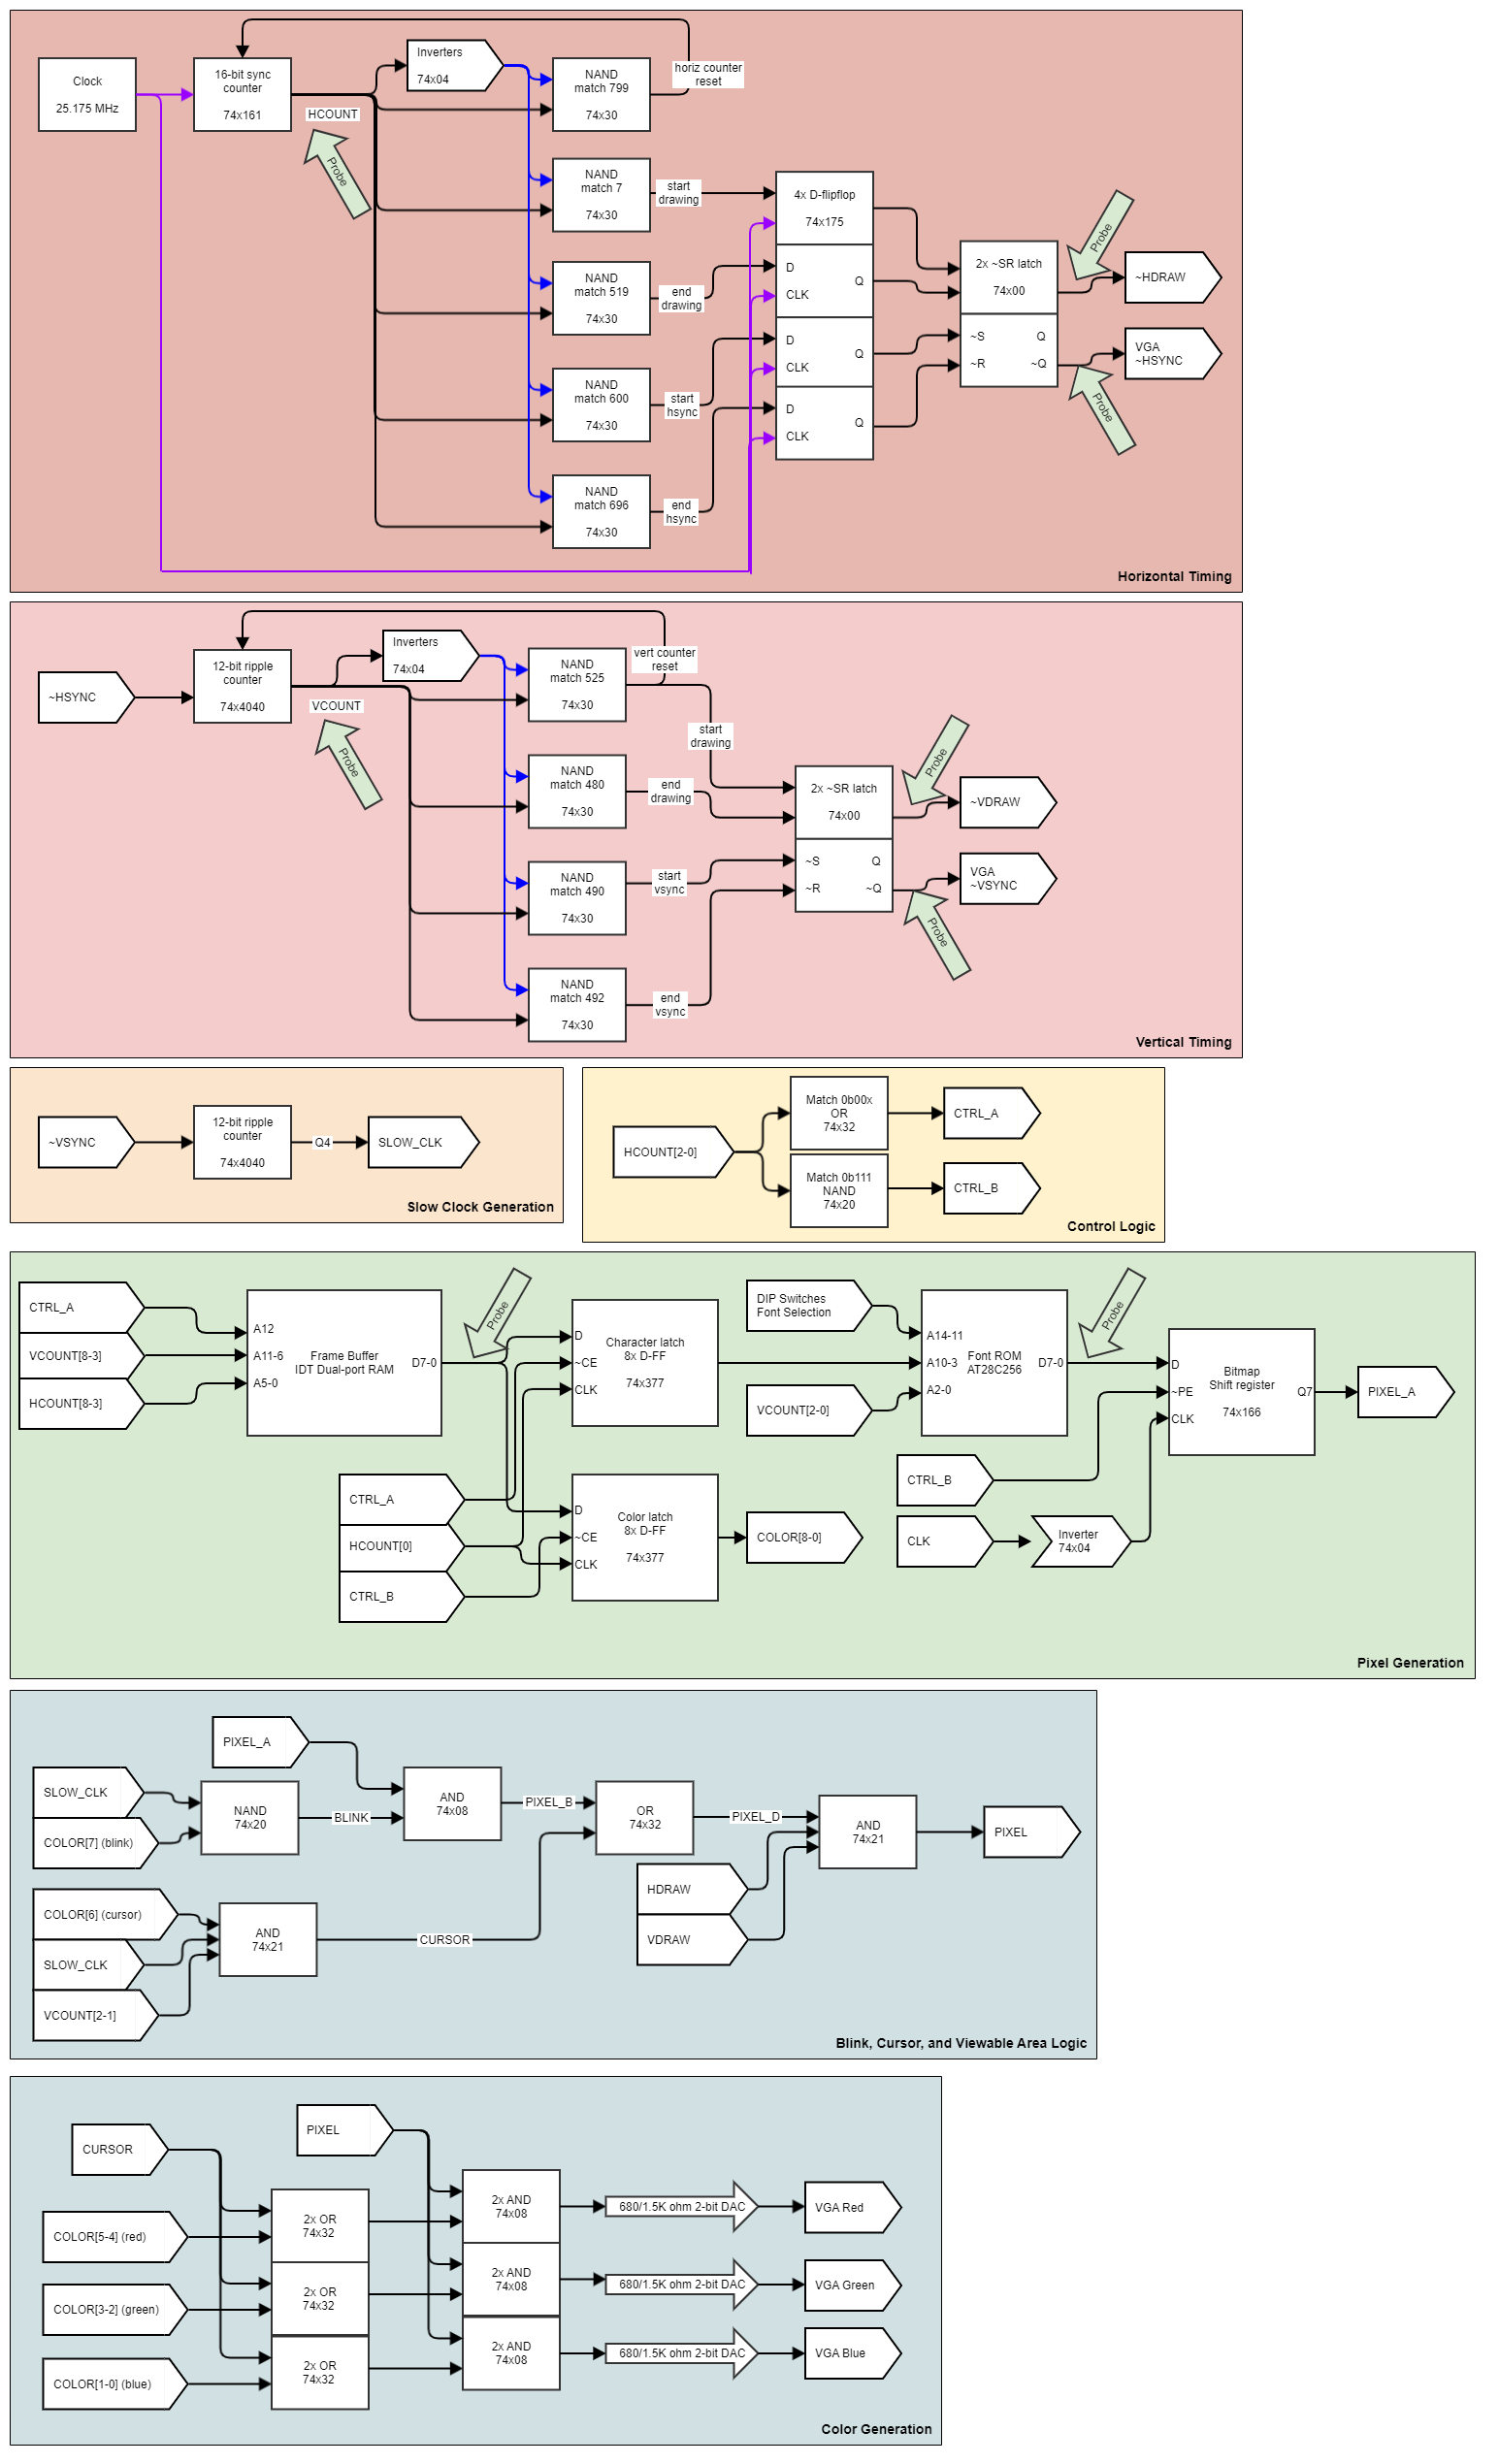 Clock
25.175 MHz
16-bit sync
counter
74x161
HCOUNT
Probe
Inverters
74x04
NAND
match 799
74x30
horiz counter
reset
NAND
match 7
74x30
start
drawing
NAND
match 519
74x30
end
drawing
NAND
match 600
74x30
start
hsync
NAND
match 696
74x30
end
hsync
4x D-flipflop
74x175
D
Q
CLK
D
Q
CLK
D
Q
CLK
2x ~SR latch
74x00
~S
Q
~R
~Q
Probe
~HDRAW
VGA
~HSYNC
Probe
Horizontal Timing
~HSYNC
12-bit ripple
counter
74x4040
VCOUNT
Probe
Inverters
74x04
NAND
match 525
74x30
vert counter
reset
start
drawing
NAND
match 480
74x30
end
drawing
NAND
match 490
74x30
start
vsync
NAND
match 492
74x30
end
vsync
2x ~SR latch
74x00
~S
Q
~R
~Q
Probe
~VDRAW
VGA
~VSYNC
Probe
Vertical Timing
~VSYNC
12-bit ripple
counter
74x4040
Q4
SLOW_CLK
Slow Clock Generation
HCOUNT[2-0]
Match 0b00x
OR
74x32
CTRL_A
Match 0b111
NAND
74x20
CTRL_B
Control Logic
CTRL_A
VCOUNT[8-3]
HCOUNT[8-3]
A12
A11-6
A5-0
Frame Buffer
IDT Dual-port RAM
D7-0
Probe
D
~CE
CLK
Character latch
8x D-FF
74x377
DIP Switches
Font Selection
VCOUNT[2-0]
A14-11
A10-3
A2-0
Font ROM
AT28C256
D7-0
Probe
D
~PE
CLK
Bitmap
Shift register
74x166
Q7
PIXEL_A
CTRL_A
HCOUNT[0]
CTRL_B
D
~CE
CLK
Color latch
8x D-FF
74x377
COLOR[8-0]
CTRL_B
CLK
Inverter
74x04
Pixel Generation
PIXEL_A
SLOW_CLK
COLOR[7] (blink)
NAND
74x20
BLINK
AND
74x08
PIXEL_B
OR
74x32
PIXEL_D
AND
74x21
PIXEL
HDRAW
VDRAW
COLOR[6] (cursor)
SLOW_CLK
VCOUNT[2-1]
AND
74x21
CURSOR
Blink, Cursor, and Viewable Area Logic
CURSOR
PIXEL
COLOR[5-4] (red)
COLOR[3-2] (green)
COLOR[1-0] (blue)
2x OR
74x32
2x OR
74x32
2x OR
74x32
2x AND
74x08
2x AND
74x08
2x AND
74x08
680/1.5K ohm 2-bit DAC
VGA Red
680/1.5K ohm 2-bit DAC
VGA Green
680/1.5K ohm 2-bit DAC
VGA Blue
Color Generation